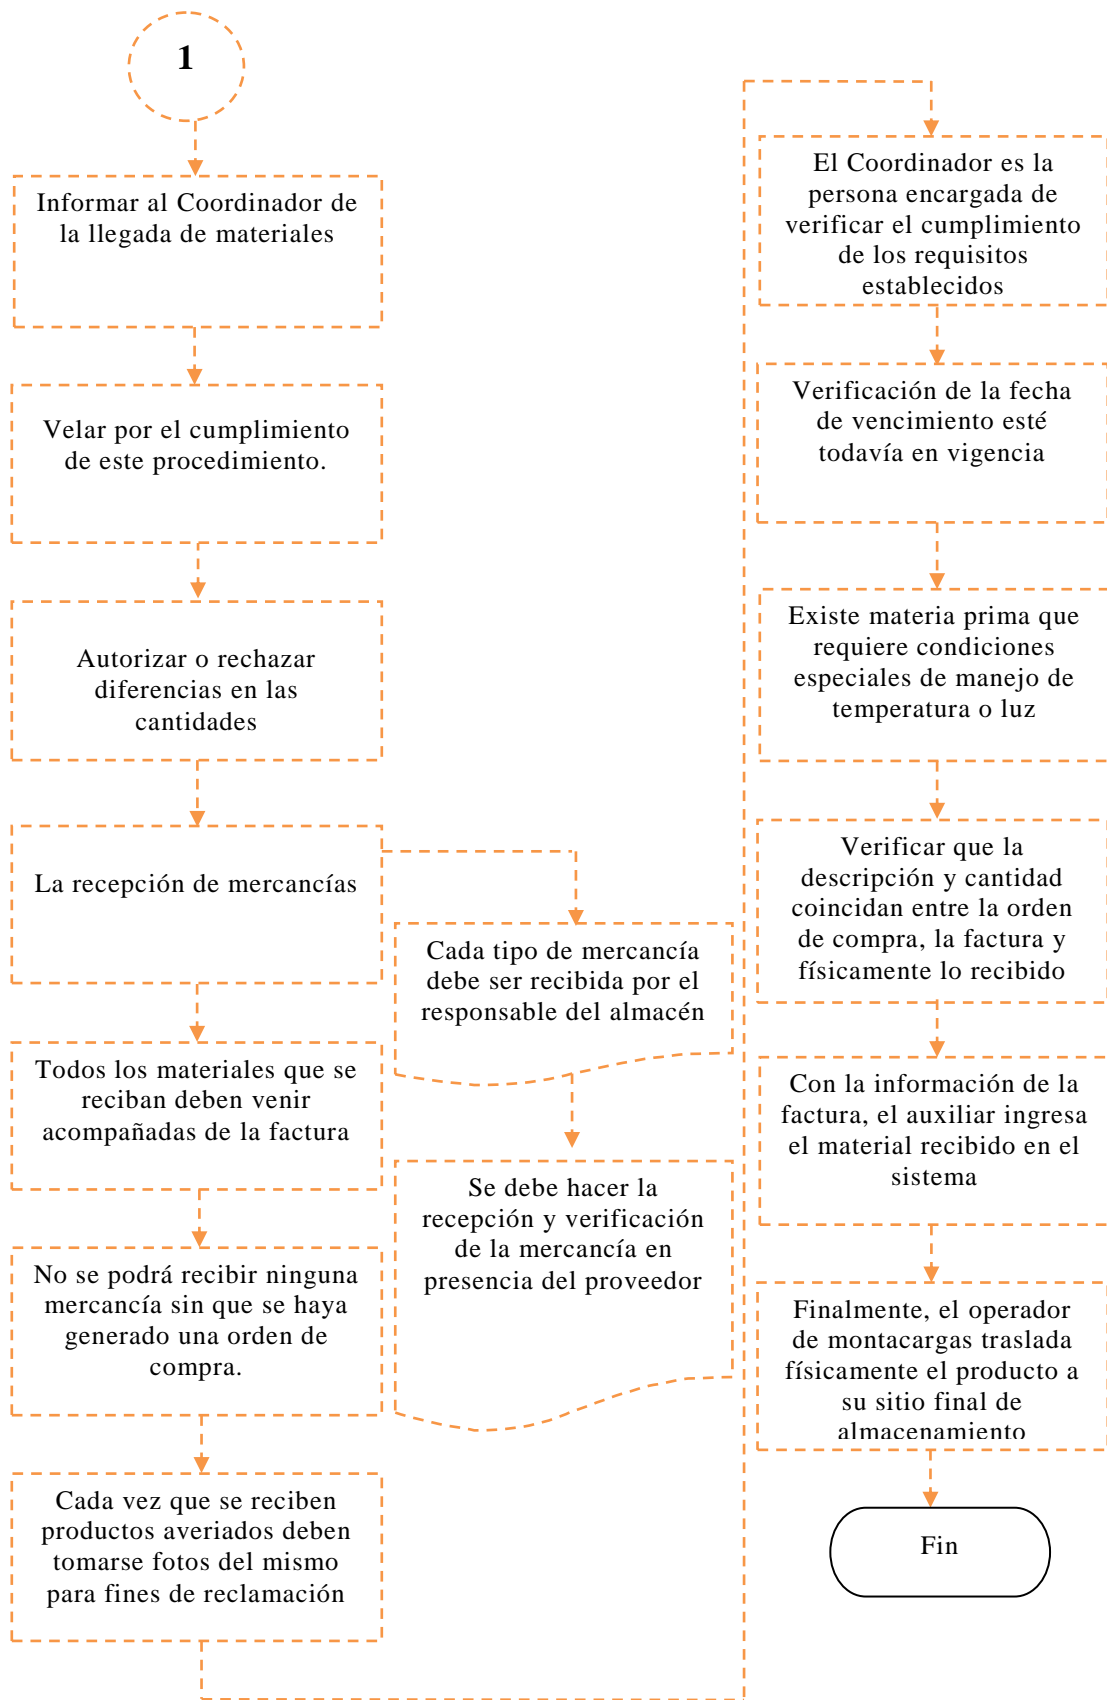 1
Informar al Coordinador de
la llegada de materiales
Velar por el cumplimiento
de este procedimiento.
Autorizar o rechazar
diferencias en las
cantidades
La recepción de mercancías
Cada tipo de mercancía
debe ser recibida por el
responsable del almacén
Se debe hacer la
recepción y verificación
de la mercancía en
presencia del proveedor
Todos los materiales que se
reciban deben venir
acompañadas de la factura
No se podrá recibir ninguna
mercancía sin que se haya
generado una orden de
compra.
Cada vez que se reciben
productos averiados deben
tomarse fotos del mismo
para fines de reclamación
El Coordinador es la
persona encargada de
verificar el cumplimiento
de los requisitos
establecidos
Verificación de la fecha
de vencimiento esté
todavía en vigencia
Existe materia prima que
requiere condiciones
especiales de manejo de
temperatura o luz
Verificar que la
descripción y cantidad
coincidan entre la orden
de compra, la factura y
físicamente lo recibido
Con la información de la
factura, el auxiliar ingresa
el material recibido en el
sistema
Finalmente, el operador
de montacargas traslada
físicamente el producto a
su sitio final de
almacenamiento
Fin